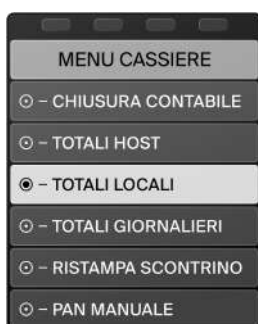 MENU CASSIERE
– CHIUSURA CONTABILE
– TOTALI HOST
– TOTALI LOCALI
– TOTALI GIORNALIERI
– RISTAMPA SCONTRINO
– PAN MANUALE